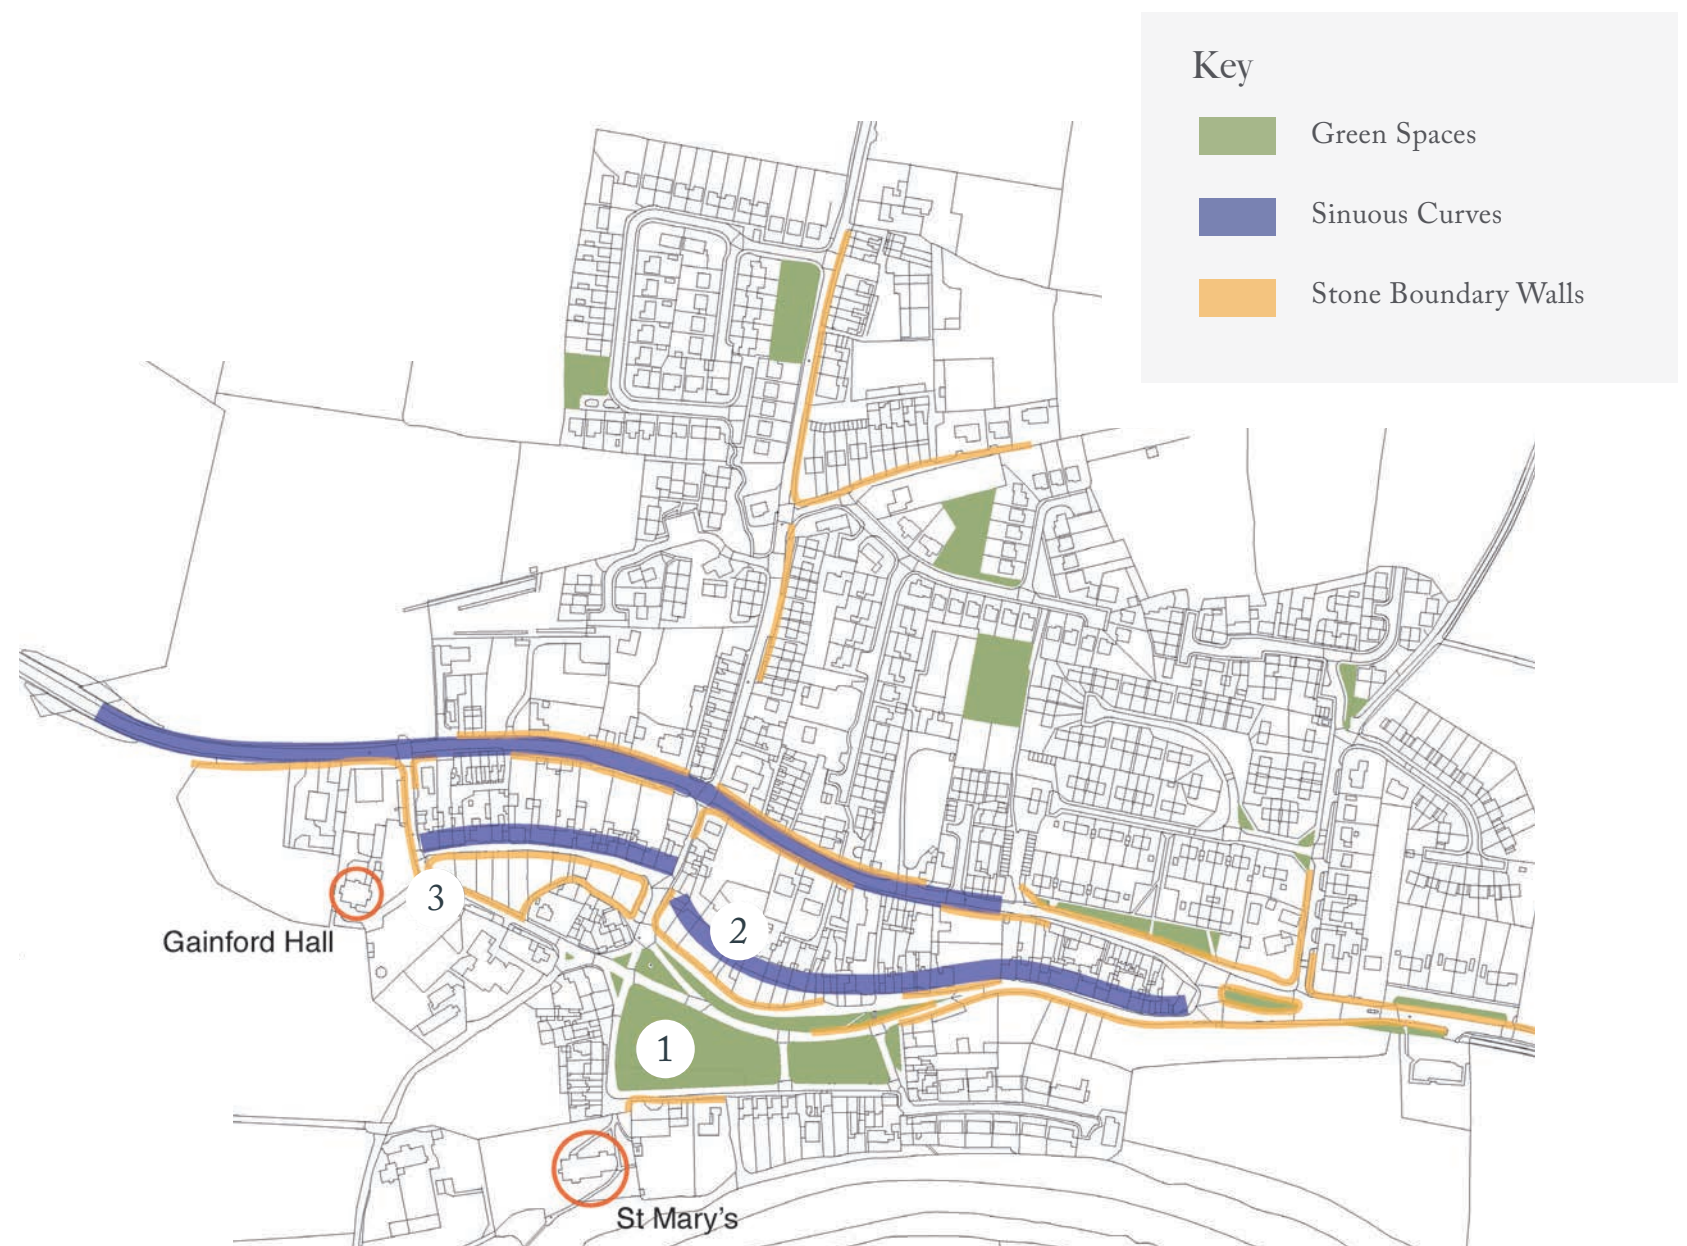 Key
Green Spaces
Sinuous Curves
Stone Boundary Walls
3
2
Gainford Hall
1
St Mary's